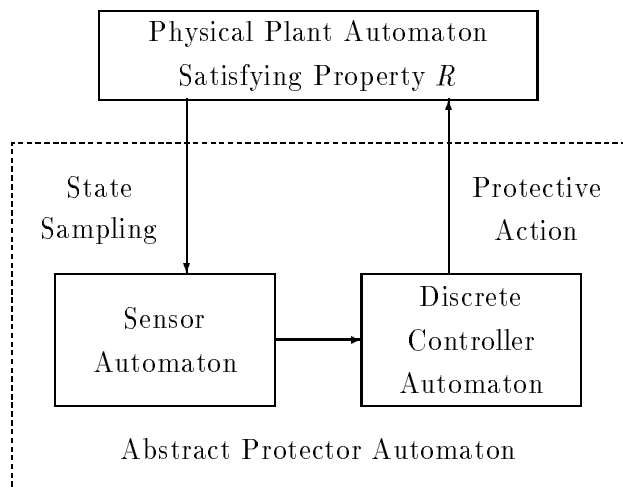 Physical Plant Automaton
Satisfying Property R
State
Sampling
Protective
Action
Sensor
Automaton
Discrete
Controller
Automaton
Abstract Protector Automaton